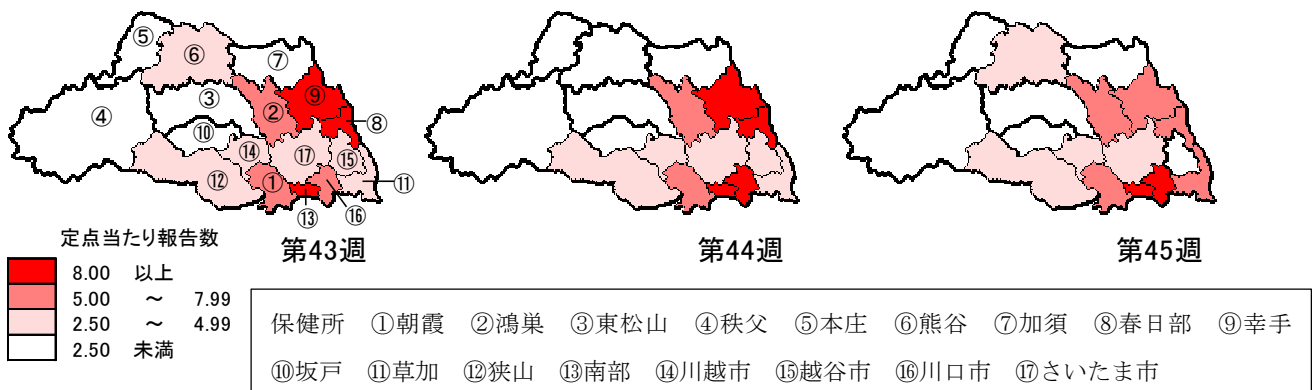 ⑤
⑥
⑦
④
③
②
⑨
⑧
⑩
⑭
⑰
⑮
⑫
①
⑪
⑬
⑯
第43週
第44週
第45週
定点当たり報告数
8.00 以上
5.00 ～ 7.99
2.50 ～ 4.99
2.50 未満
保健所 ①朝霞 ②鴻巣 ③東松山 ④秩父 ⑤本庄 ⑥熊谷 ⑦加須 ⑧春日部 ⑨幸手
⑩坂戸 ⑪草加 ⑫狭山 ⑬南部 ⑭川越市 ⑮越谷市 ⑯川口市 ⑰さいたま市